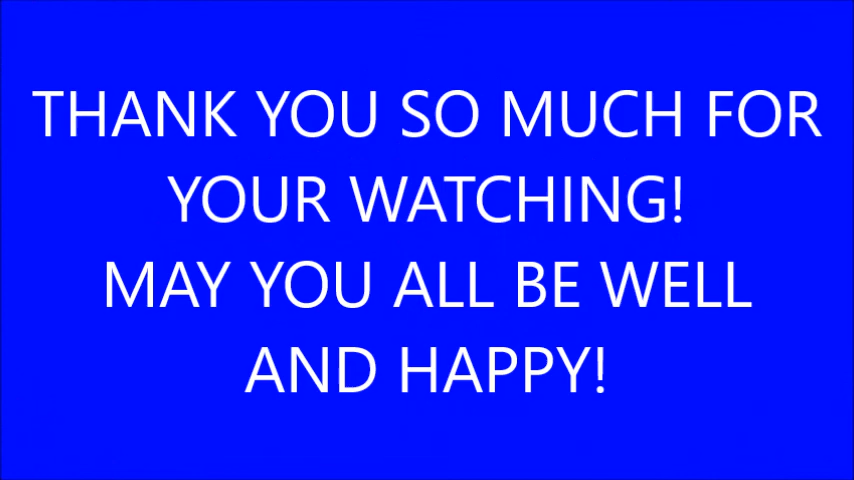 THANK YOU SO MUCH FOR
YOUR WATCHING!
MAY YOU ALL BE WELL
AND HAPPY!